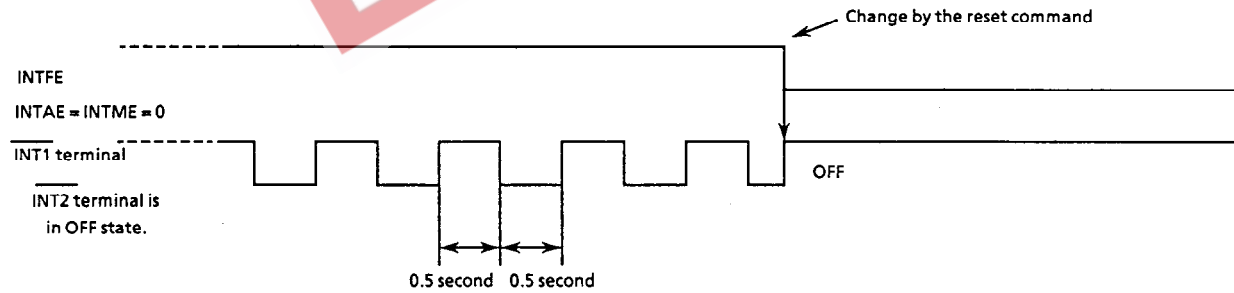 Change by the reset command
INTFE
INTAE = INTME = 0
INT1 terminal
OFF
INT2 terminal is
in OFF state.
0.5 second 0.5 second